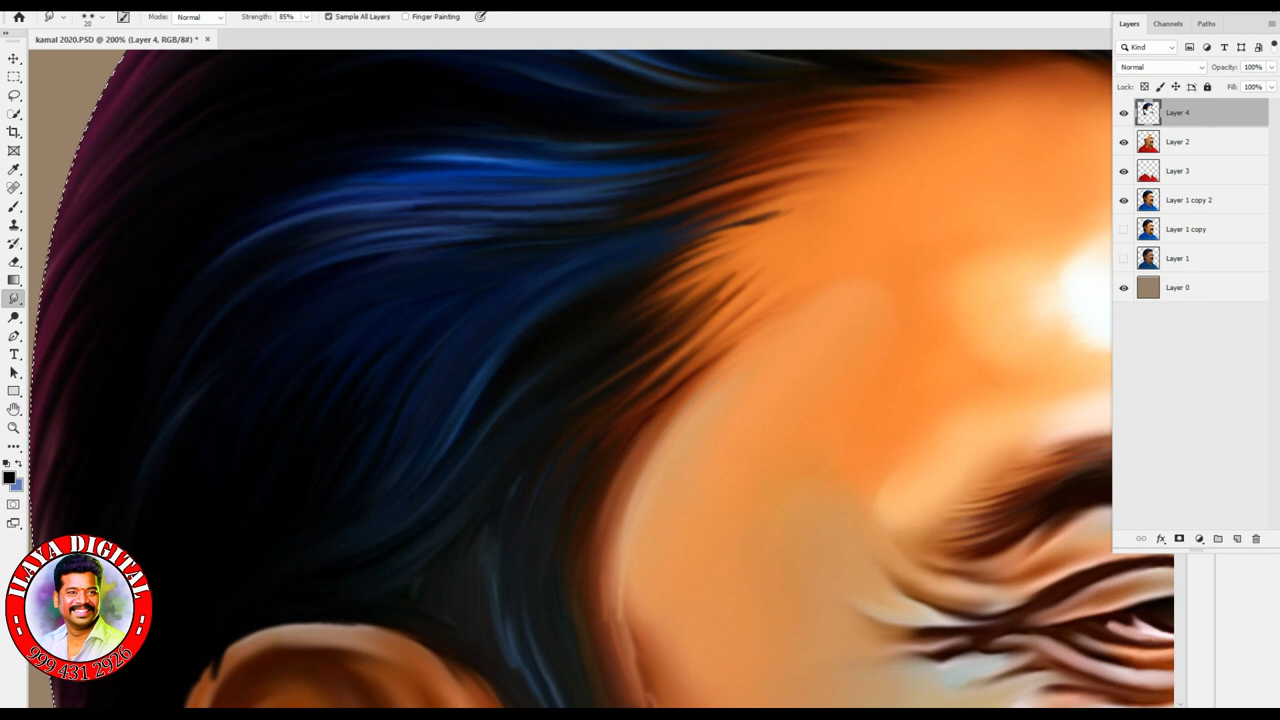 20 Mode: Normal Strength: 85% Sample All Layers Finger Painting
kamal 2020.PSD @ 200% (Layer 4, RGB/8#) * ×
Layers Channels Paths
Kind
Normal Opacity: 100%
Lock: Fill: 100%
Layer 4
Layer 2
Layer 3
Layer 1 copy 2
Layer 1 copy
Layer 1
Layer 0
fx
ILAYA DIGITAL
999 431 2926